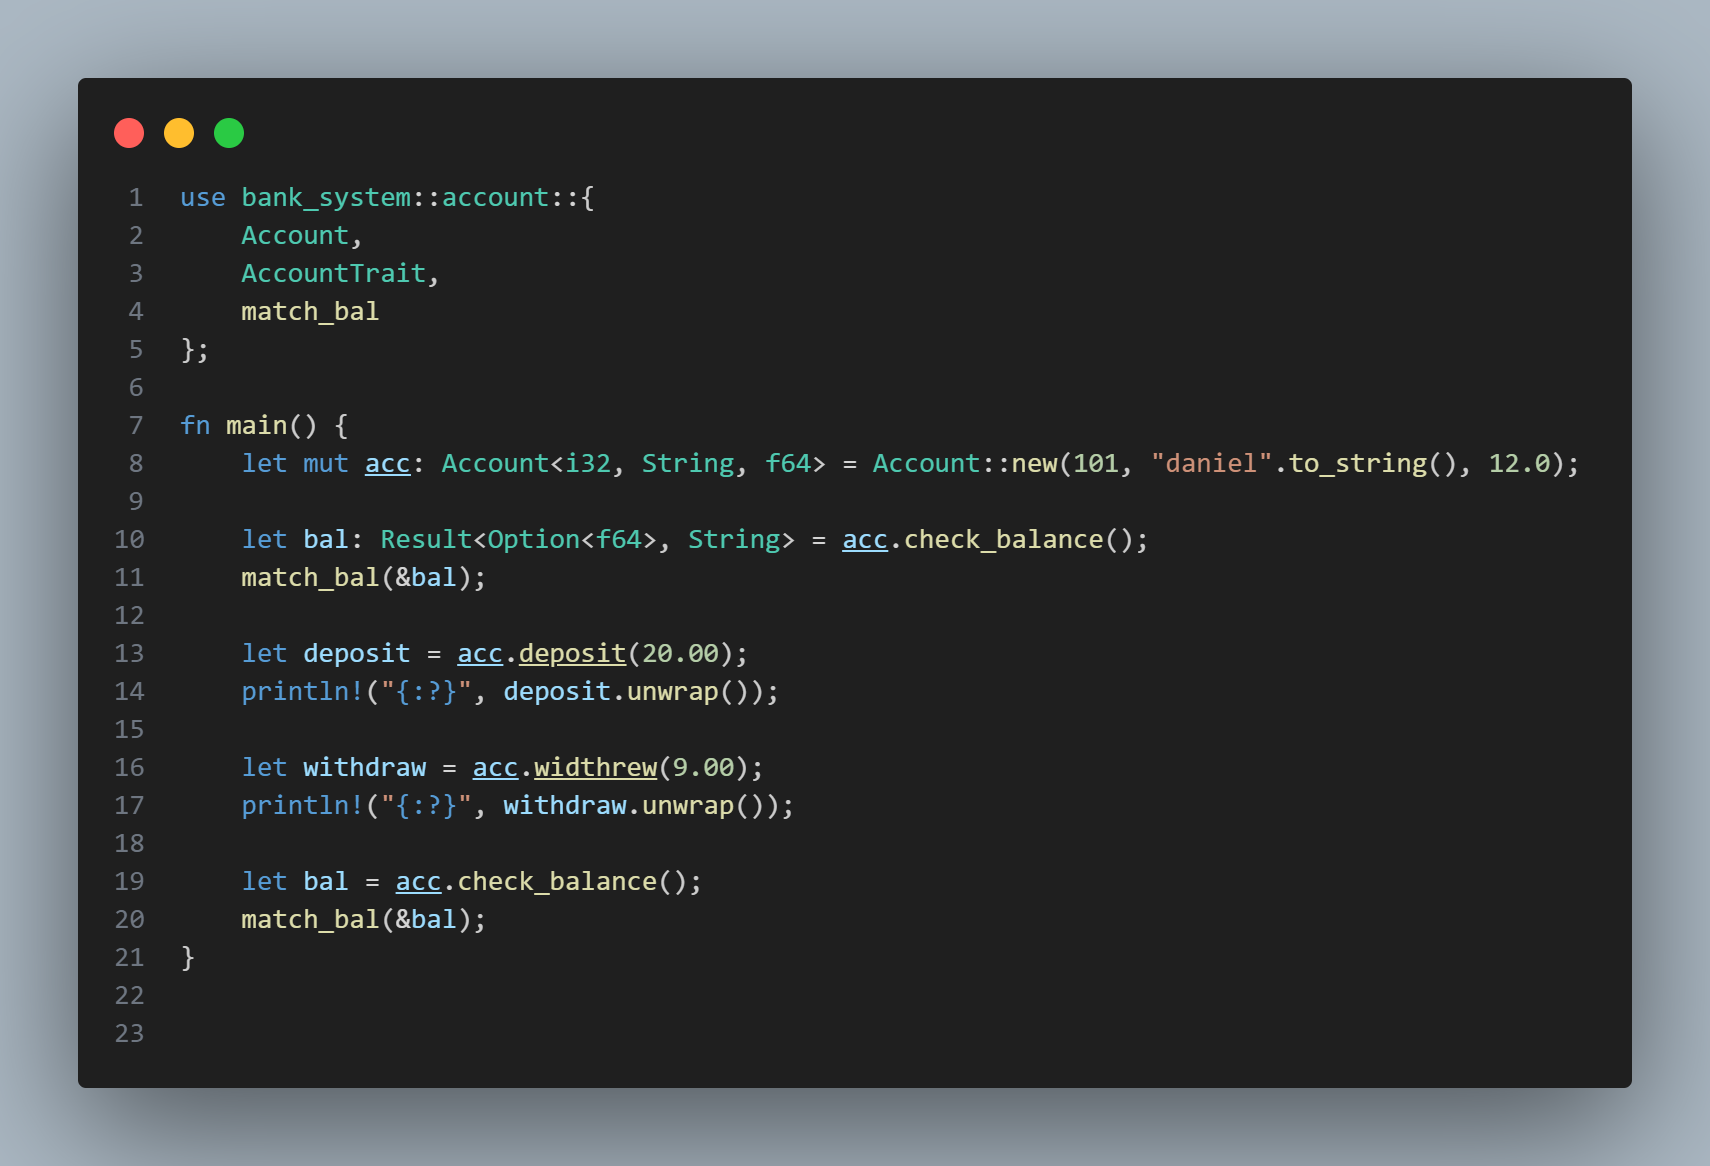 1 use bank_system::account::{
2     Account,
3     AccountTrait,
4     match_bal
5 };
6
7 fn main() {
8     let mut acc: Account<i32, String, f64> = Account::new(101, "daniel".to_string(), 12.0);
9
10     let bal: Result<Option<f64>, String> = acc.check_balance();
11     match_bal(&bal);
12
13     let deposit = acc.deposit(20.00);
14     println!("{:?}", deposit.unwrap());
15
16     let withdraw = acc.widthrew(9.00);
17     println!("{:?}", withdraw.unwrap());
18
19     let bal = acc.check_balance();
20     match_bal(&bal);
21 }
22
23